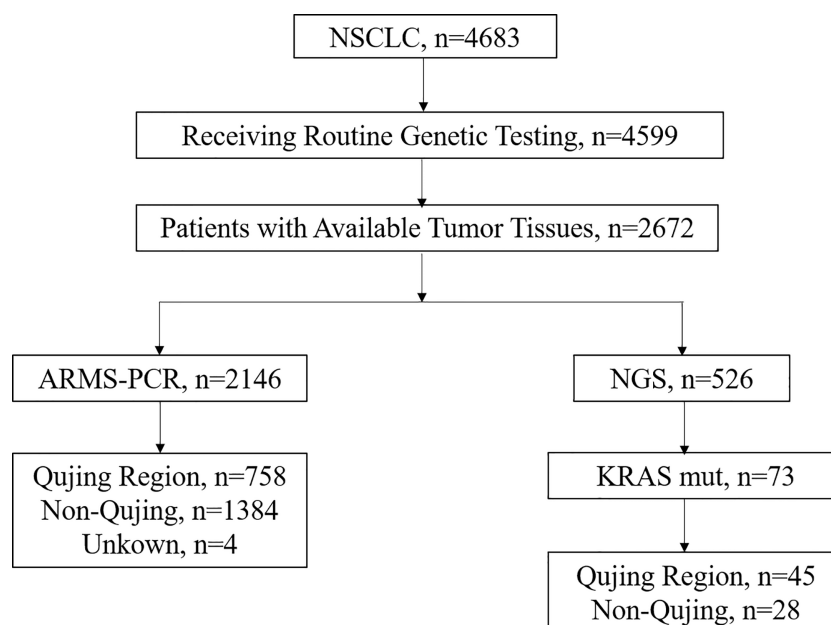 NSCLC, n=4683
Receiving Routine Genetic Testing, n=4599
Patients with Available Tumor Tissues, n=2672
ARMS-PCR, n=2146
NGS, n=526
Qujing Region, n=758
Non-Qujing, n=1384
Unkown, n=4
KRAS mut, n=73
Qujing Region, n=45
Non-Qujing, n=28